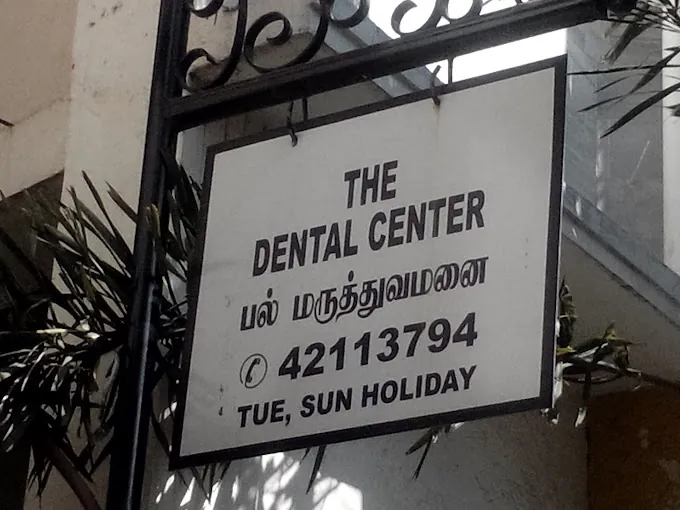 THE
DENTAL CENTER
பல் மருத்துவமனை
42113794
TUE, SUN HOLIDAY